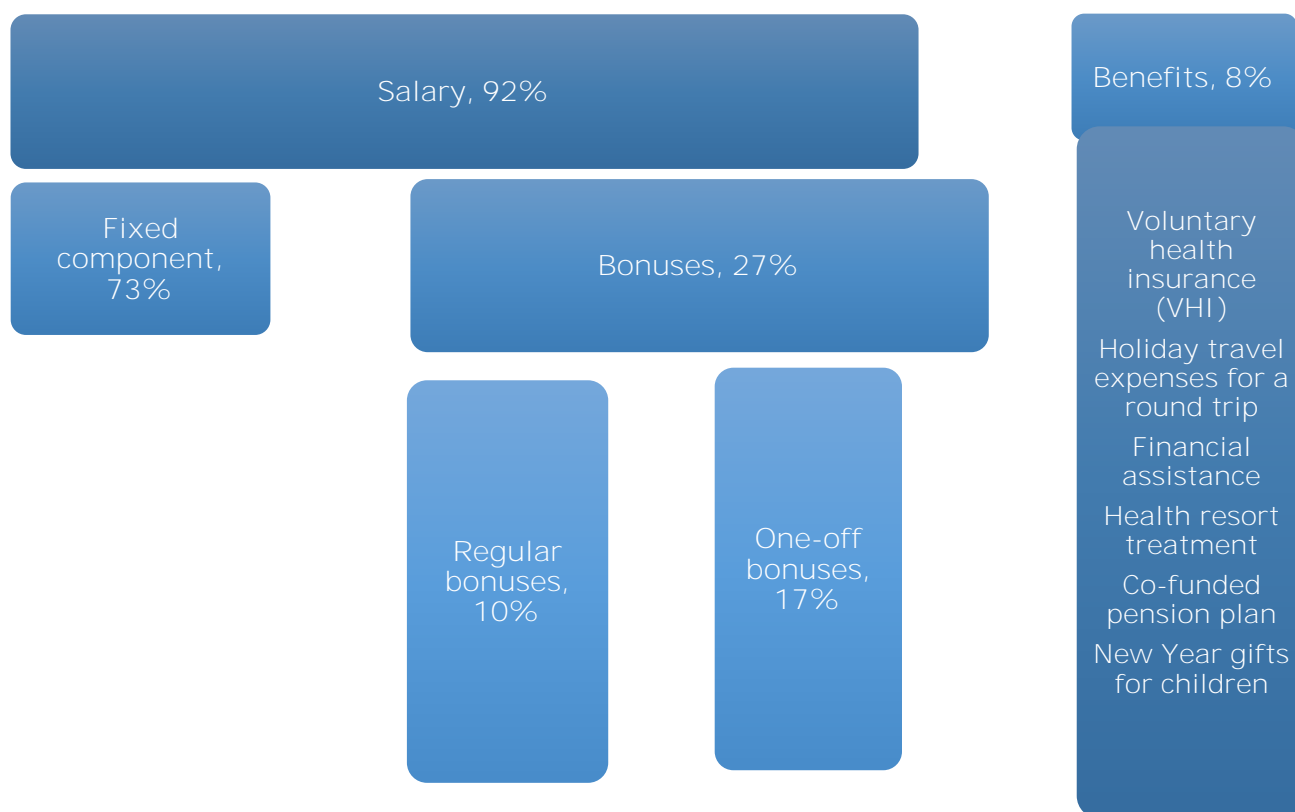 Salary, 92%
Benefits, 8%
Fixed
component,
73%
Bonuses, 27%
Regular
bonuses,
10%
One-off
bonuses,
17%
Voluntary
health
insurance
(VHI)
Holiday travel
expenses for a
round trip
Financial
assistance
Health resort
treatment
Co-funded
pension plan
New Year gifts
for children